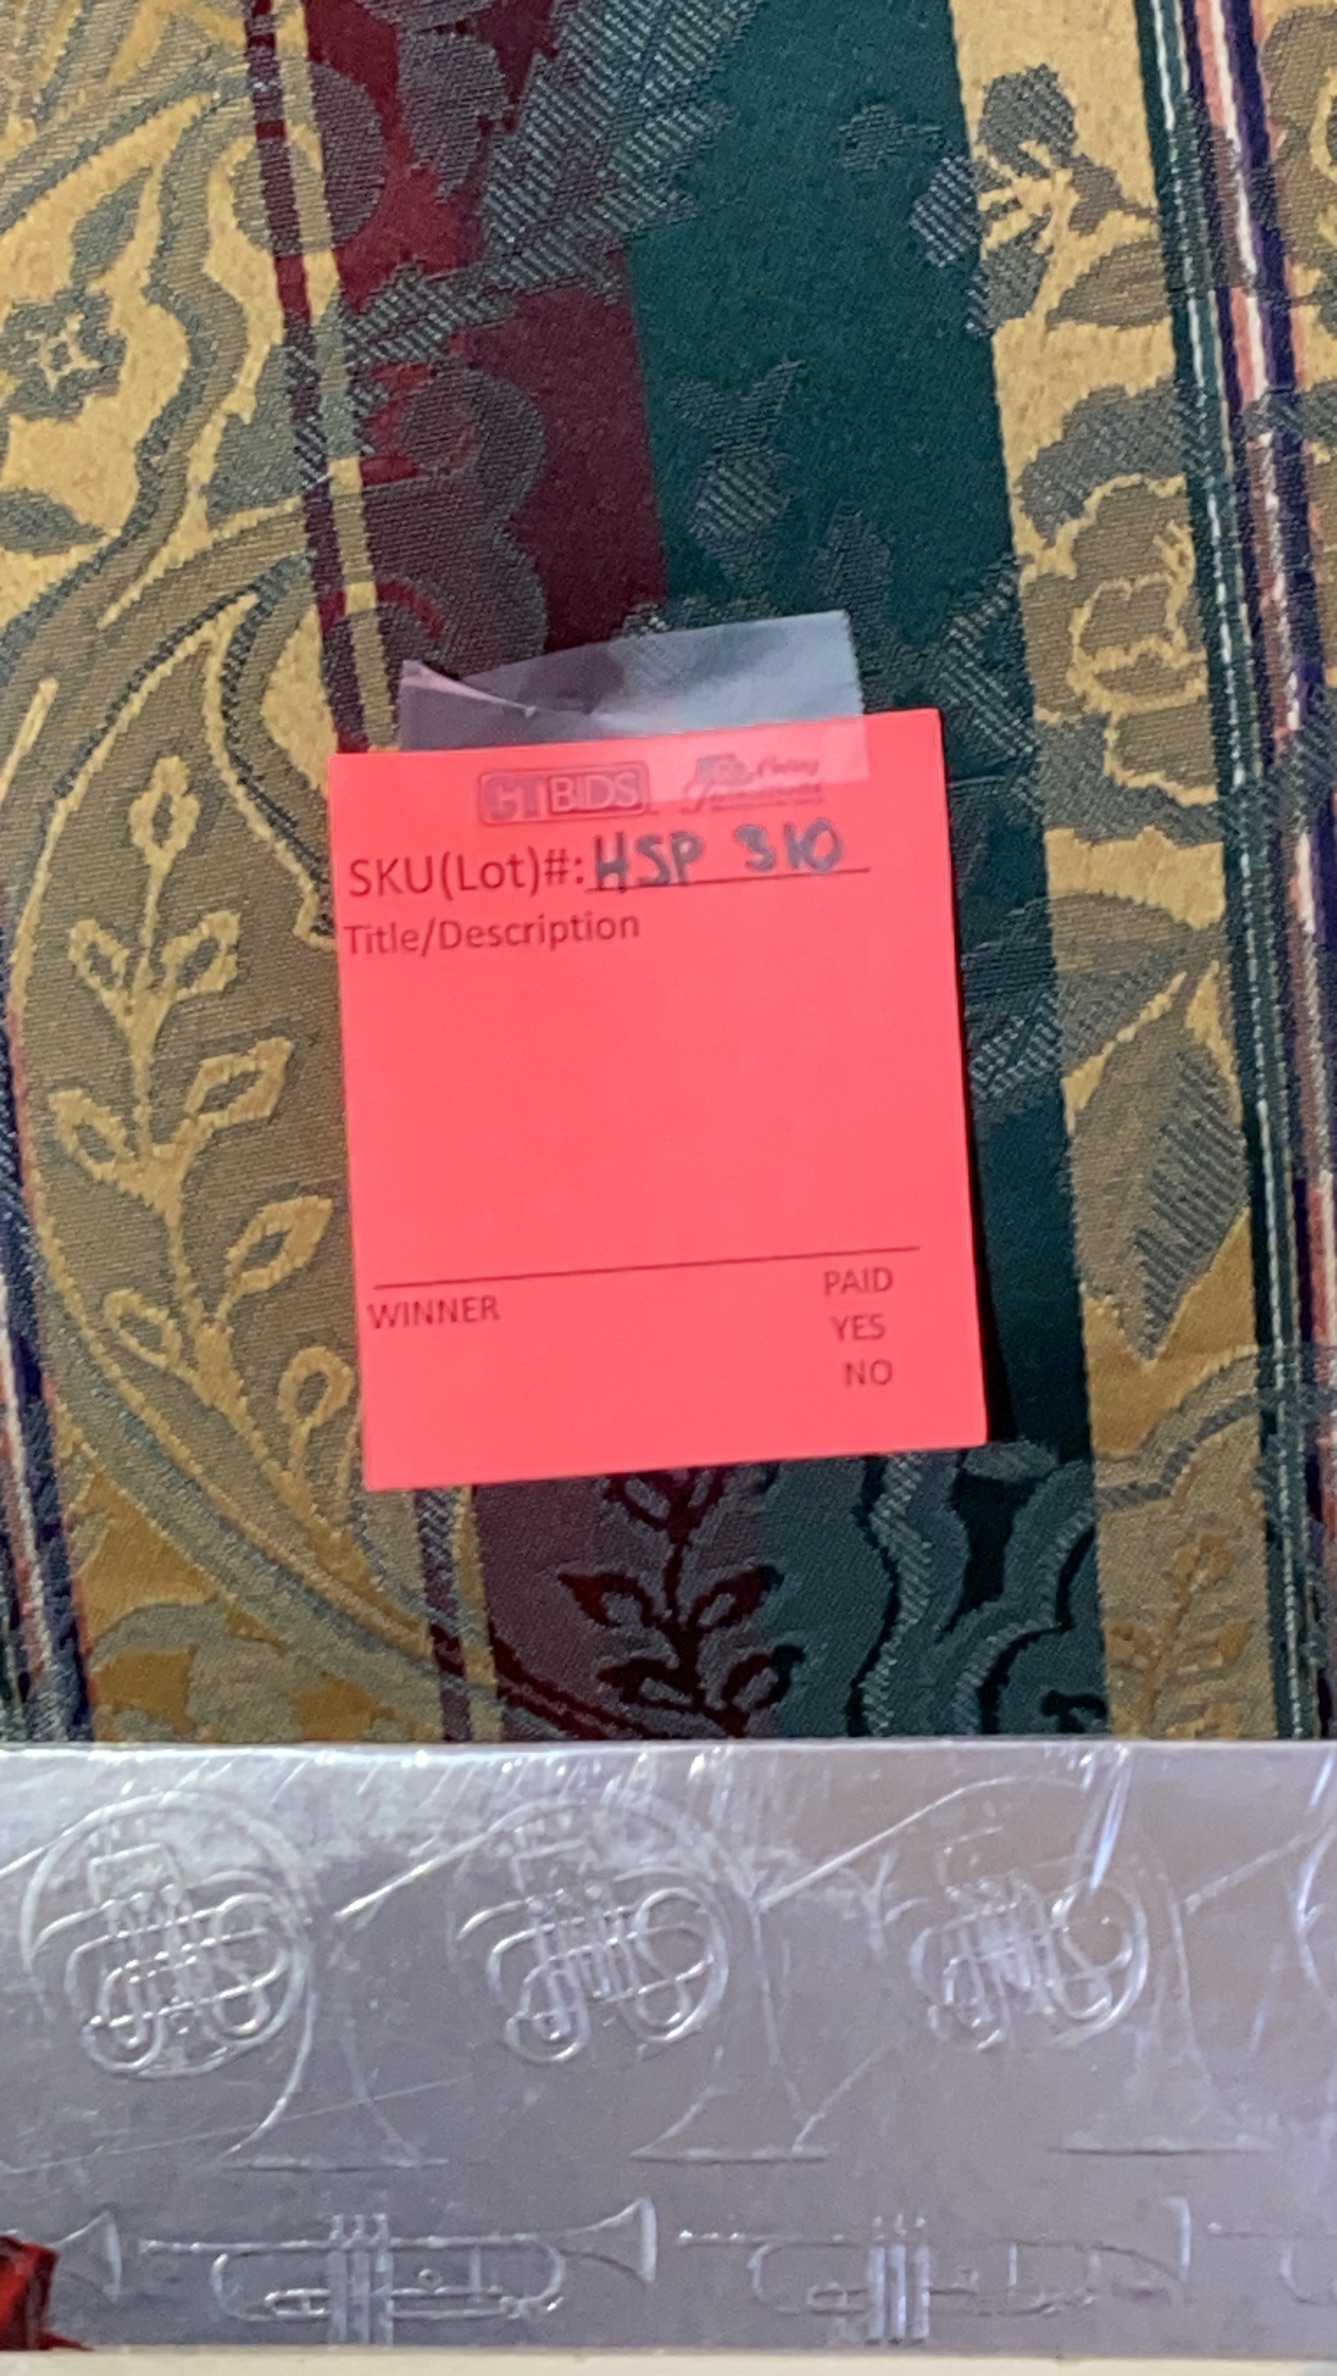 CTBIDS
SKU(Lot)#: HSP 310
Title/Description
WINNER
PAID
YES
NO